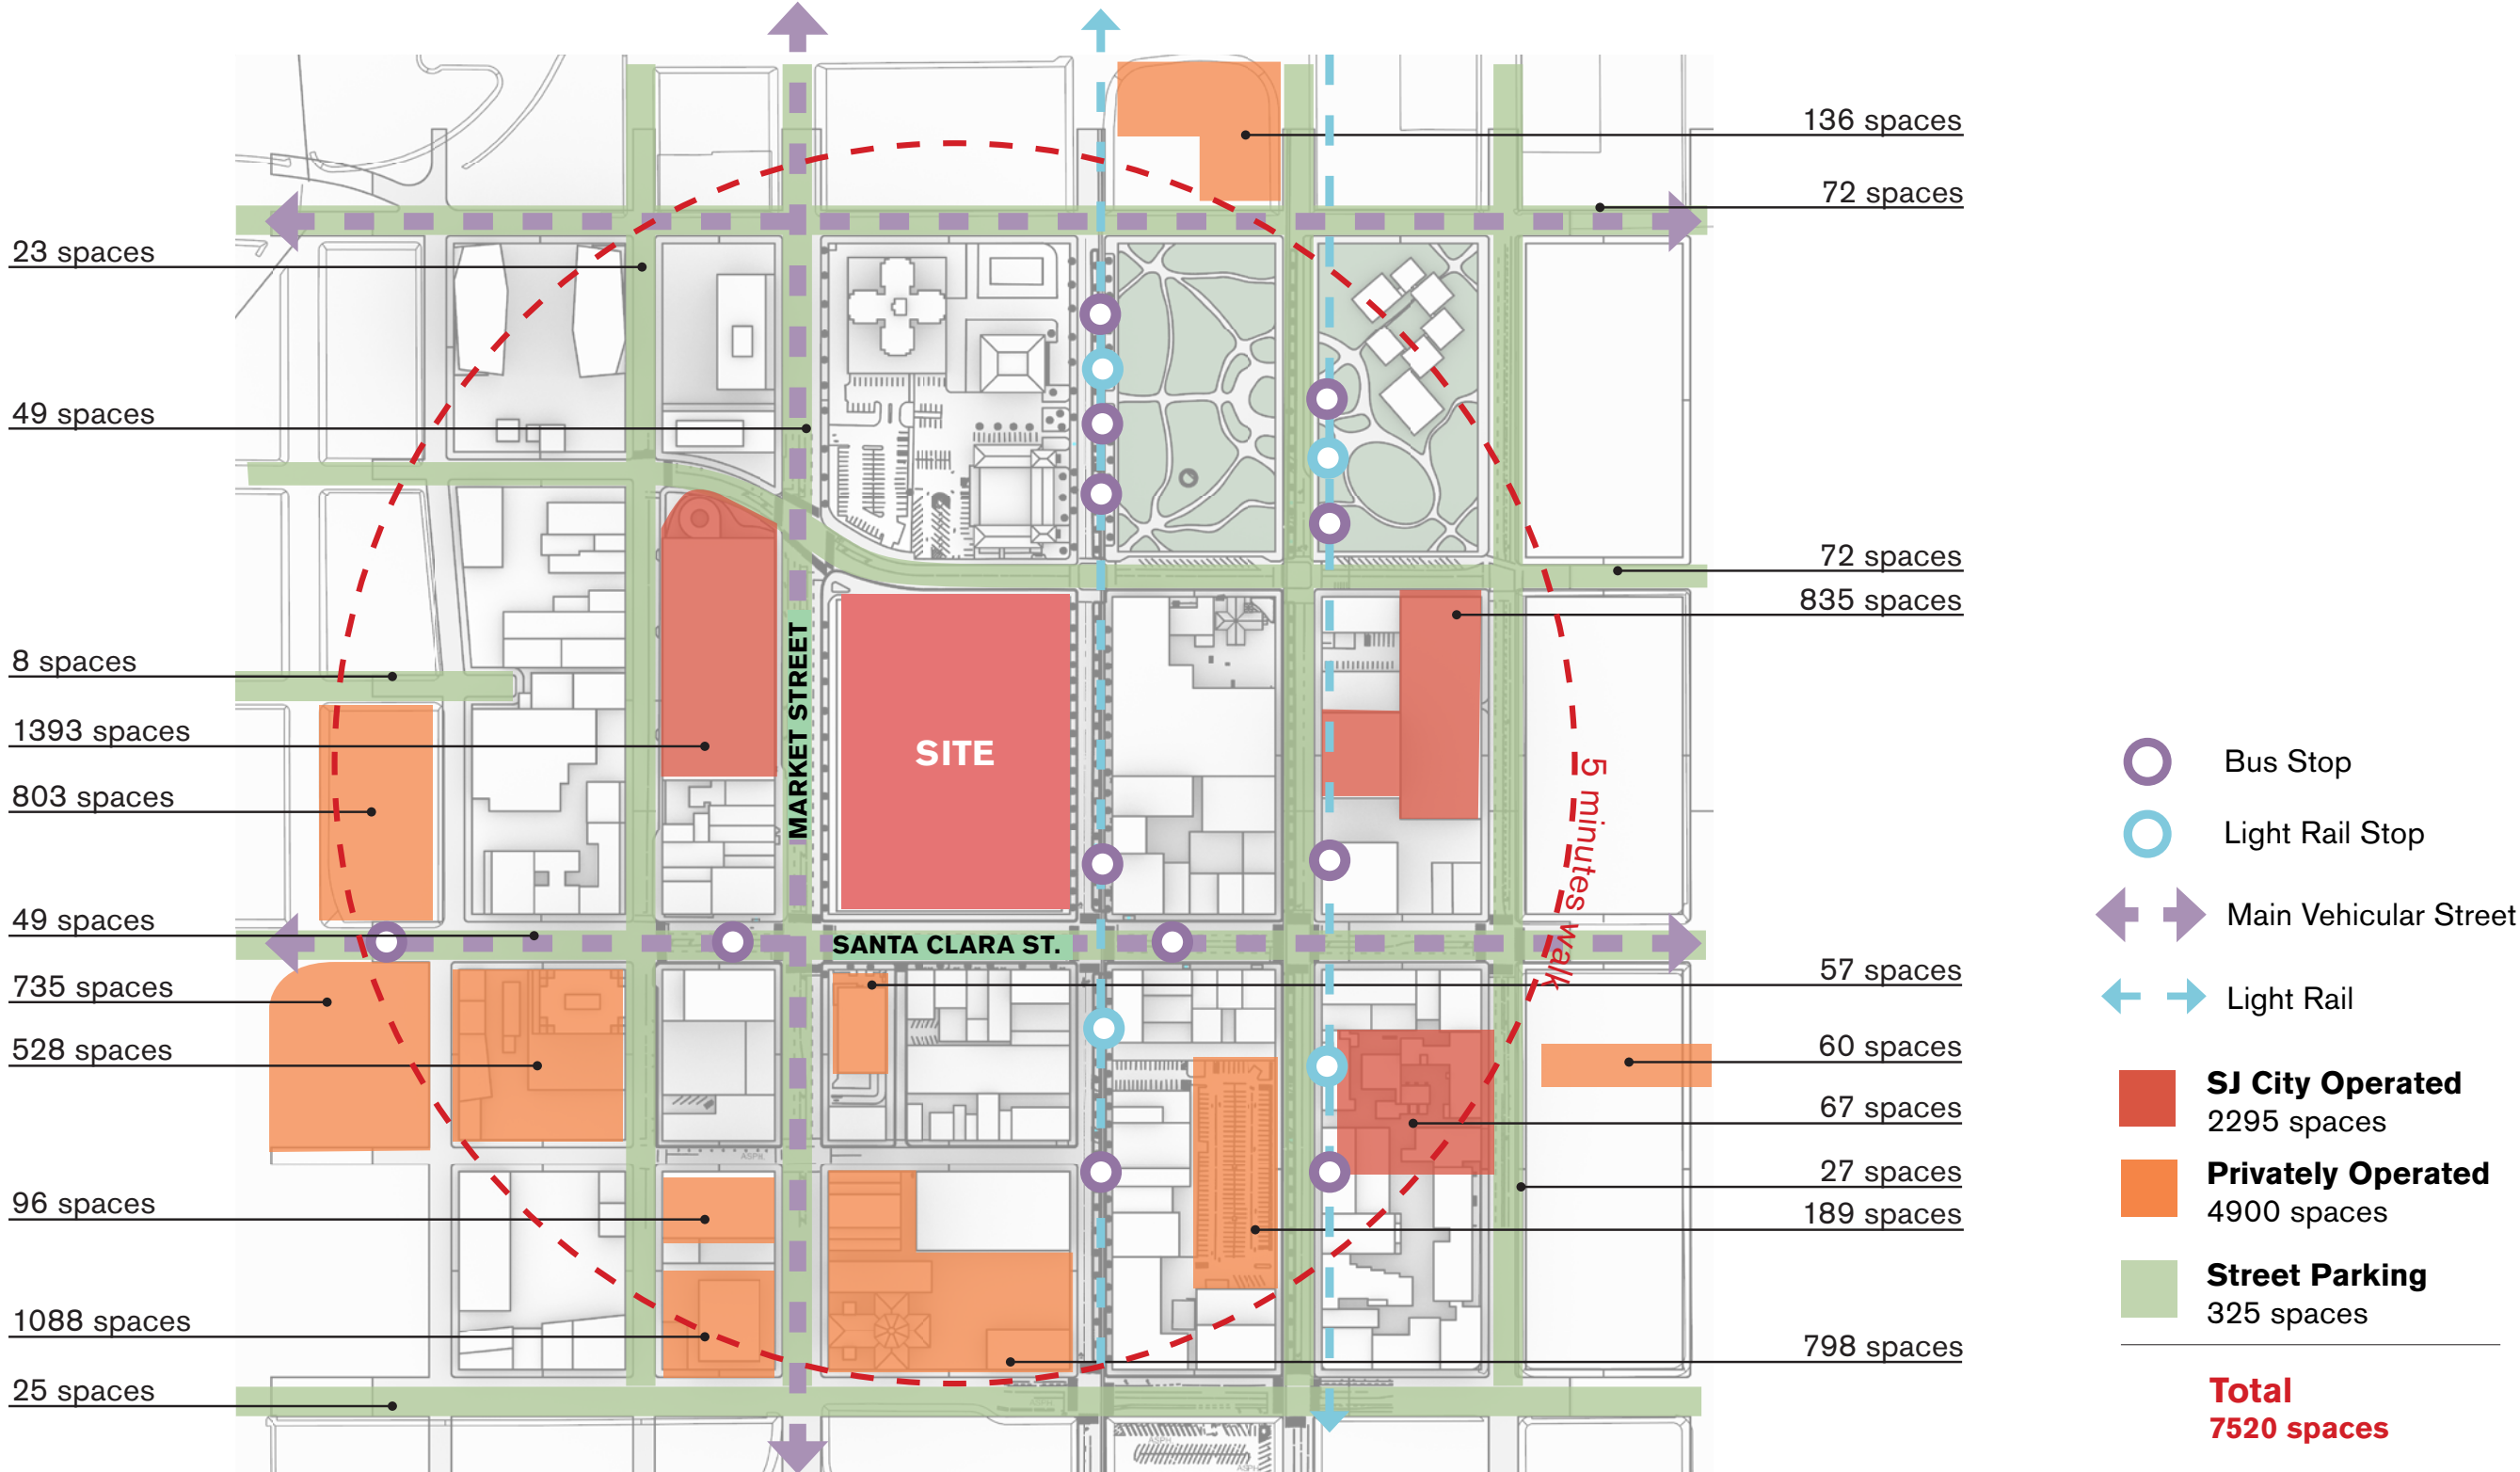 136 spaces
72 spaces
23 spaces
49 spaces
72 spaces
835 spaces
8 spaces
1393 spaces
803 spaces
49 spaces
735 spaces
528 spaces
96 spaces
1088 spaces
25 spaces
MARKET STREET
SITE
SANTA CLARA ST.
5 minutes walk
57 spaces
60 spaces
67 spaces
27 spaces
189 spaces
798 spaces
ASPH.
ASPH
ASPH
ASPH
Bus Stop
Light Rail Stop
Main Vehicular Street
Light Rail
SJ City Operated
2295 spaces
Privately Operated
4900 spaces
Street Parking
325 spaces
Total
7520 spaces